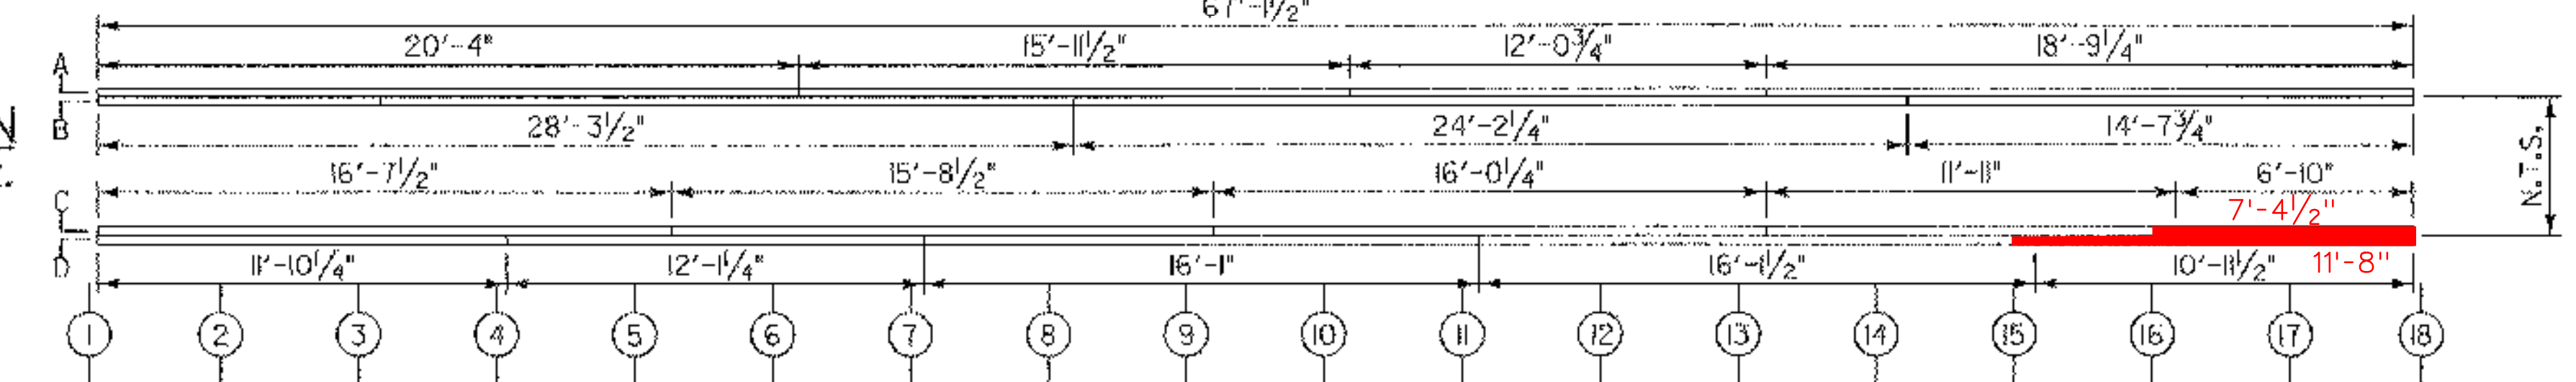 67'-1½"
20'-4" 15'-11½" 12'-0¾" 18'-9¼"
A
B
28'-3½" 24'-2¼" 14'-7¾"
N.T.S.
16'-7½" 15'-8½" 16'-0¼" 11'-11" 6'-10"
C
7'-4½"
D
11'-10¼" 12'-1¼" 16'-1" 16'-1½" 10'-11½" 11'-8"
1 2 3 4 5 6 7 8 9 10 11 12 13 14 15 16 17 18